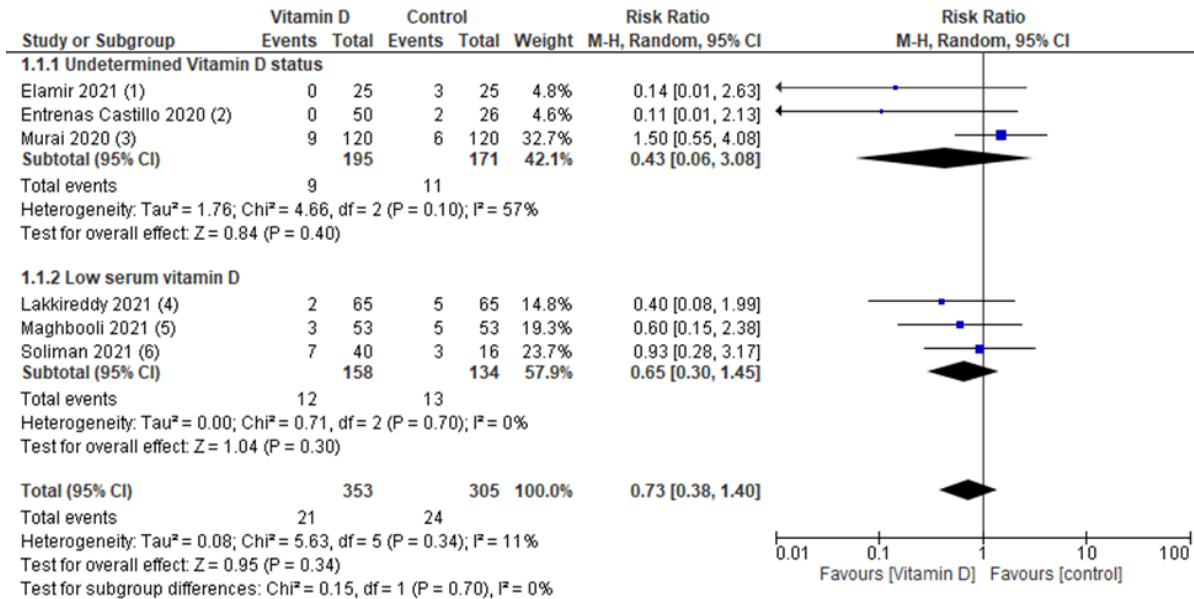 Vitamin D Control Risk Ratio Risk Ratio
Study or Subgroup Events Total Events Total Weight M-H, Random, 95% CI M-H, Random, 95% CI
1.1.1 Undetermined Vitamin D status
Elamir 2021 (1) 0 25 3 25 4.8% 0.14 [0.01, 2.63]
Entrenas Castillo 2020 (2) 0 50 2 26 4.6% 0.11 [0.01, 2.13]
Murai 2020 (3) 9 120 6 120 32.7% 1.50 [0.55, 4.08]
Subtotal (95% CI) 195 171 42.1% 0.43 [0.06, 3.08]
Total events 9 11
Heterogeneity: Tau² = 1.76; Chi² = 4.66, df = 2 (P = 0.10); I² = 57%
Test for overall effect: Z = 0.84 (P = 0.40)
1.1.2 Low serum vitamin D
Lakkireddy 2021 (4) 2 65 5 65 14.8% 0.40 [0.08, 1.99]
Maghbooli 2021 (5) 3 53 5 53 19.3% 0.60 [0.15, 2.38]
Soliman 2021 (6) 7 40 3 16 23.7% 0.93 [0.28, 3.17]
Subtotal (95% CI) 158 134 57.9% 0.65 [0.30, 1.45]
Total events 12 13
Heterogeneity: Tau² = 0.00; Chi² = 0.71, df = 2 (P = 0.70); I² = 0%
Test for overall effect: Z = 1.04 (P = 0.30)
Total (95% CI) 353 305 100.0% 0.73 [0.38, 1.40]
Total events 21 24
Heterogeneity: Tau² = 0.08; Chi² = 5.63, df = 5 (P = 0.34); I² = 11%
Test for overall effect: Z = 0.95 (P = 0.34)
Test for subgroup differences: Chi² = 0.15, df = 1 (P = 0.70), I² = 0%
0.01 0.1 1 10 100
Favours [Vitamin D] Favours [control]